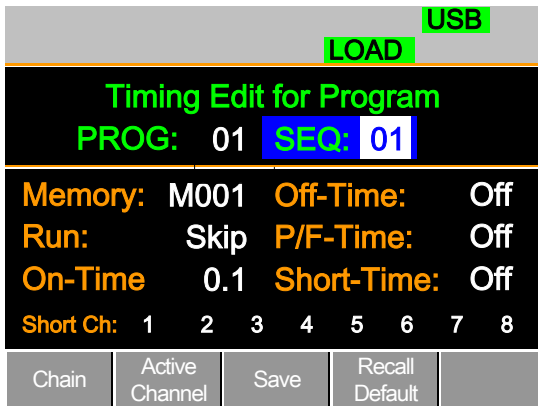 USB
LOAD
Timing Edit for Program
PROG: 01 SEQ: 01
Memory: M001 Off-Time: Off
Run: Skip P/F-Time: Off
On-Time 0.1 Short-Time: Off
Short Ch: 1 2 3 4 5 6 7 8
Chain Active Channel Save Recall Default